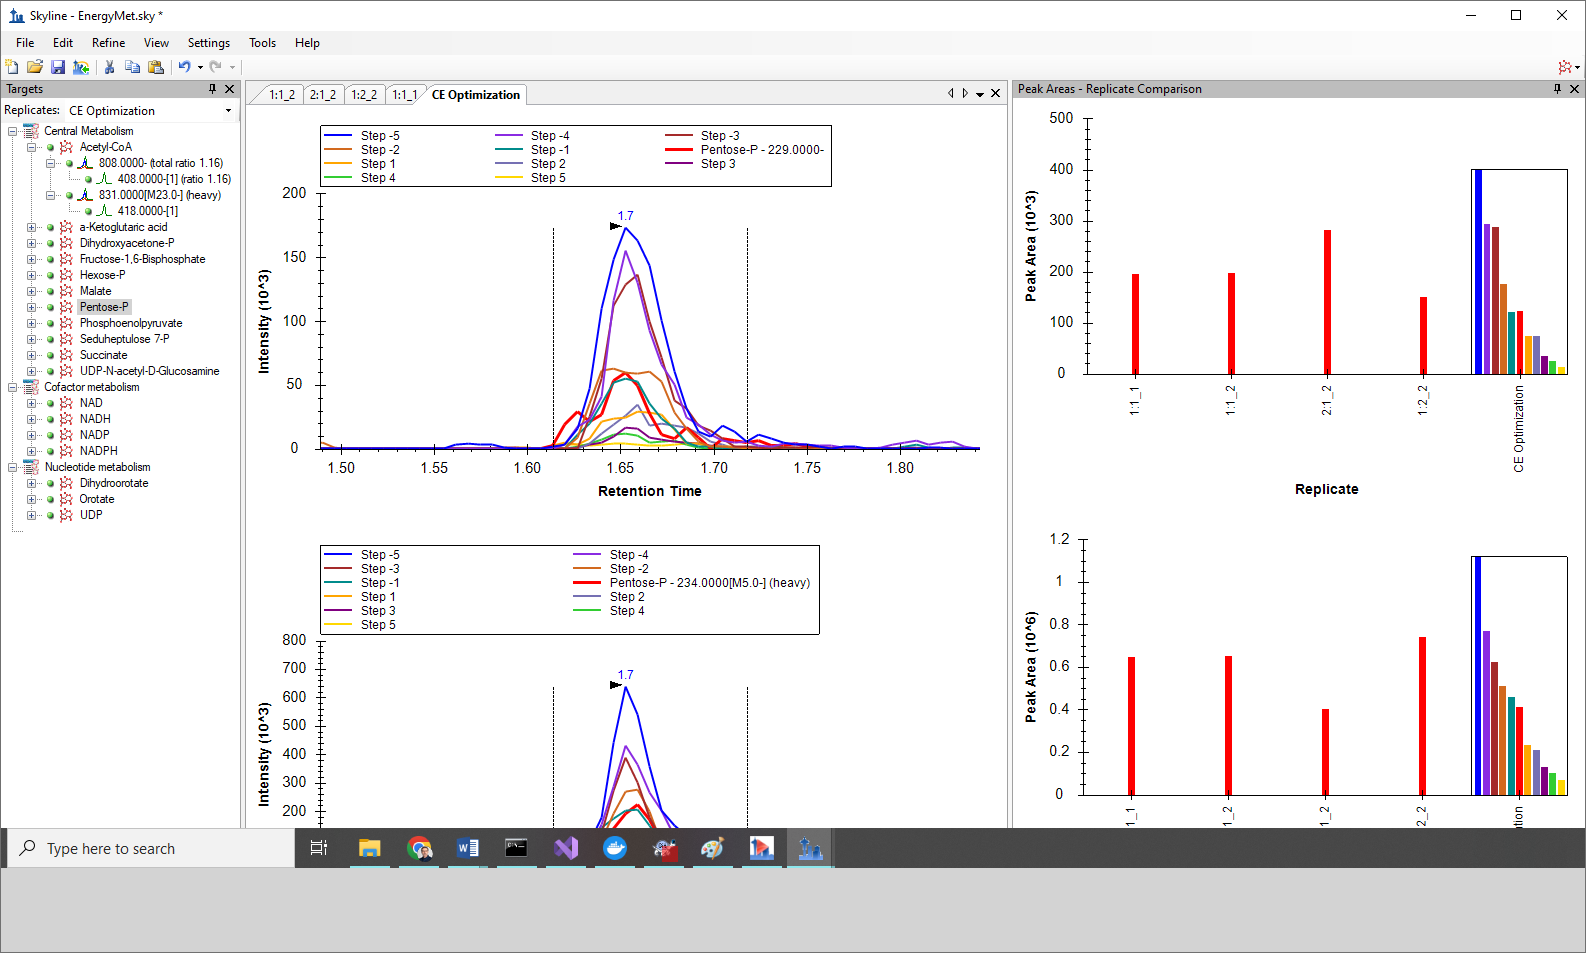 Skyline - EnergyMet.sky *
File Edit Refine View Settings Tools Help
Targets
Replicates: CE Optimization
Central Metabolism
Acetyl-CoA
808.0000- (total ratio 1.16)
408.0000-[1] (ratio 1.16)
831.0000[M23.0-] (heavy)
418.0000-[1]
a-Ketoglutaric acid
Dihydroxyacetone-P
Fructose-1,6-Bisphosphate
Hexose-P
Malate
Pentose-P
Phosphoenolpyruvate
Seduheptulose 7-P
Succinate
UDP-N-acetyl-D-Glucosamine
Cofactor metabolism
NAD
NADH
NADP
NADPH
Nucleotide metabolism
Dihydroorotate
Orotate
UDP
1:1_2 2:1_2 1:2_2 1:1_1 CE Optimization
Step -5 Step -4 Step -3
Step -2 Step -1 Pentose-P - 229.0000-
Step 1 Step 2 Step 3
Step 4 Step 5
200
150
100
50
0
Intensity (10^3)
1.7
1.50 1.55 1.60 1.65 1.70 1.75 1.80
Retention Time
Step -5 Step -4
Step -3 Step -2
Step -1 Pentose-P - 234.0000[M5.0-] (heavy)
Step 1 Step 2
Step 3 Step 4
Step 5
800
700
600
500
400
300
200
Intensity (10^3)
1.7
Peak Areas - Replicate Comparison
500
400
300
200
100
0
Peak Area (10^3)
1:1_1 1:1_2 2:1_2 1:2_2 CE Optimization
Replicate
1.2
1
0.8
0.6
0.4
0.2
0
Peak Area (10^6)
1_1 1_2 1_2 2_2 tion
Type here to search